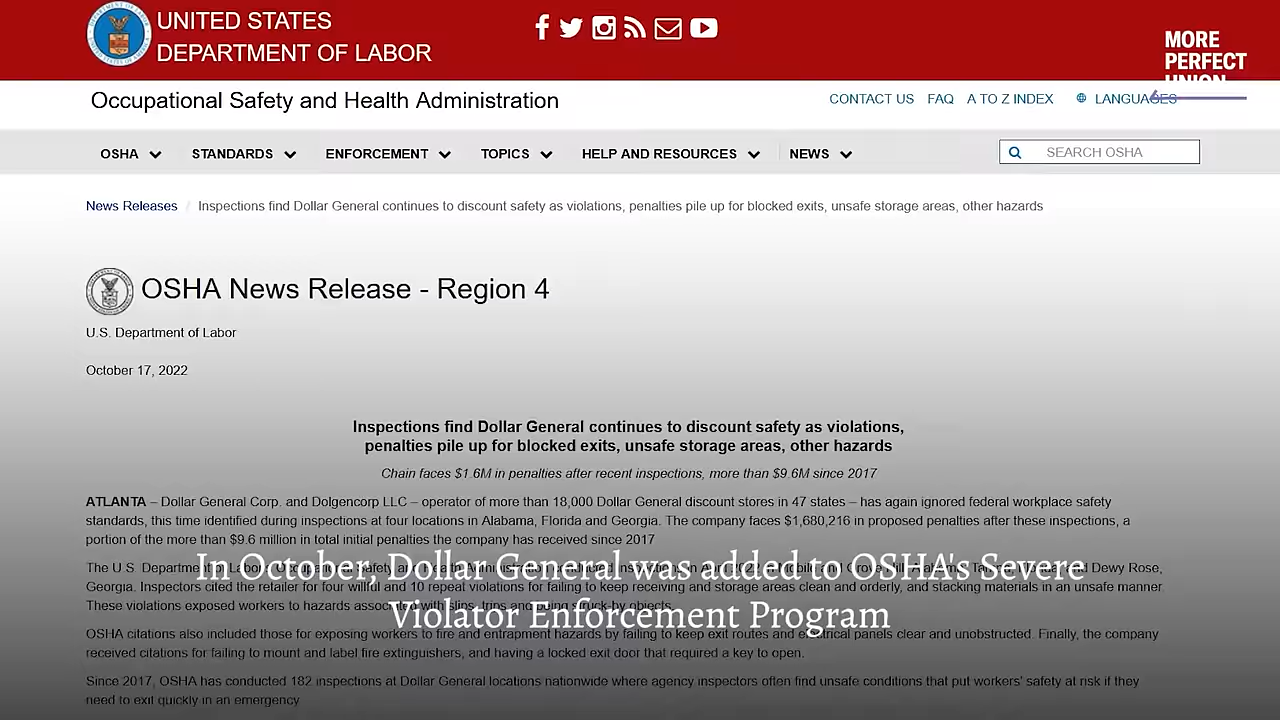 UNITED STATES
DEPARTMENT OF LABOR
MORE
PERFECT
UNION
Occupational Safety and Health Administration
CONTACT US FAQ A TO Z INDEX LANGUAGES
OSHA STANDARDS ENFORCEMENT TOPICS HELP AND RESOURCES NEWS SEARCH OSHA
News Releases / Inspections find Dollar General continues to discount safety as violations, penalties pile up for blocked exits, unsafe storage areas, other hazards
OSHA News Release - Region 4
U.S. Department of Labor
October 17, 2022
Inspections find Dollar General continues to discount safety as violations,
penalties pile up for blocked exits, unsafe storage areas, other hazards
Chain faces $1.6M in penalties after recent inspections, more than $9.6M since 2017
ATLANTA – Dollar General Corp. and Dolgencorp LLC – operator of more than 18,000 Dollar General discount stores in 47 states – has again ignored federal workplace safety
standards, this time identified during inspections at four locations in Alabama, Florida and Georgia. The company faces $1,680,216 in proposed penalties after these inspections, a
portion of the more than $9.6 million in total initial penalties the company has received since 2017
The U.S. Department of Labor and Dewy Rose,
In October, Dollar General was added to OSHA's Severe
Georgia. Inspectors cited the retailer for four willful and 10 repeat violations for failing to keep receiving and storage areas clean and orderly, and stacking materials in an unsafe manner.
These violations exposed workers to hazards associated with slips, trips and being struck-by objects.
Violator Enforcement Program
OSHA citations also included those for exposing workers to fire and entrapment hazards by failing to keep exit routes and electrical panels clear and unobstructed. Finally, the company
received citations for failing to mount and label fire extinguishers, and having a locked exit door that required a key to open.
Since 2017, OSHA has conducted 182 inspections at Dollar General locations nationwide where agency inspectors often find unsafe conditions that put workers' safety at risk if they
need to exit quickly in an emergency